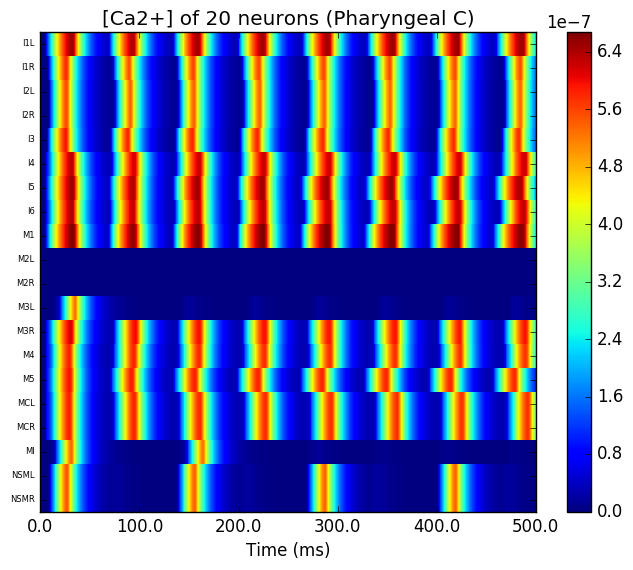 [Ca2+] of 20 neurons (Pharyngeal C)
1e−7
I1L
I1R
I2L
I2R
I3
I4
I5
I6
M1
M2L
M2R
M3L
M3R
M4
M5
MCL
MCR
MI
NSML
NSMR
6.4
5.6
4.8
4.0
3.2
2.4
1.6
0.8
0.0
0.0 100.0 200.0 300.0 400.0 500.0
Time (ms)